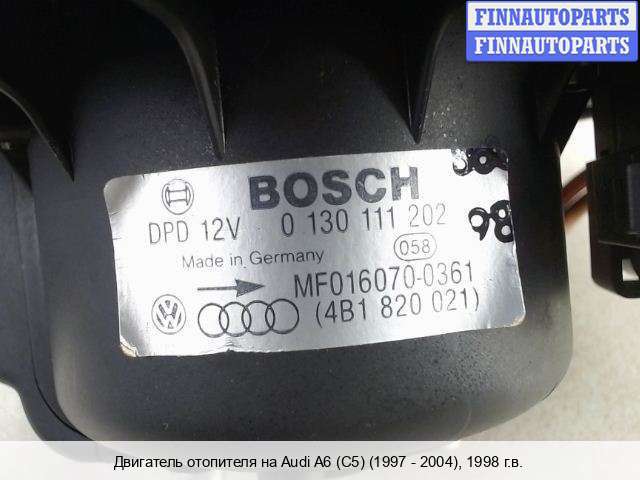 FINNAUTOPARTS
FINNAUTOPARTS
BOSCH
DPD 12V 0 130 111 202
058
Made in Germany
MF016070-0361
(4B1 820 021)
98
Двигатель отопителя на Audi A6 (C5) (1997 - 2004), 1998 г.в.